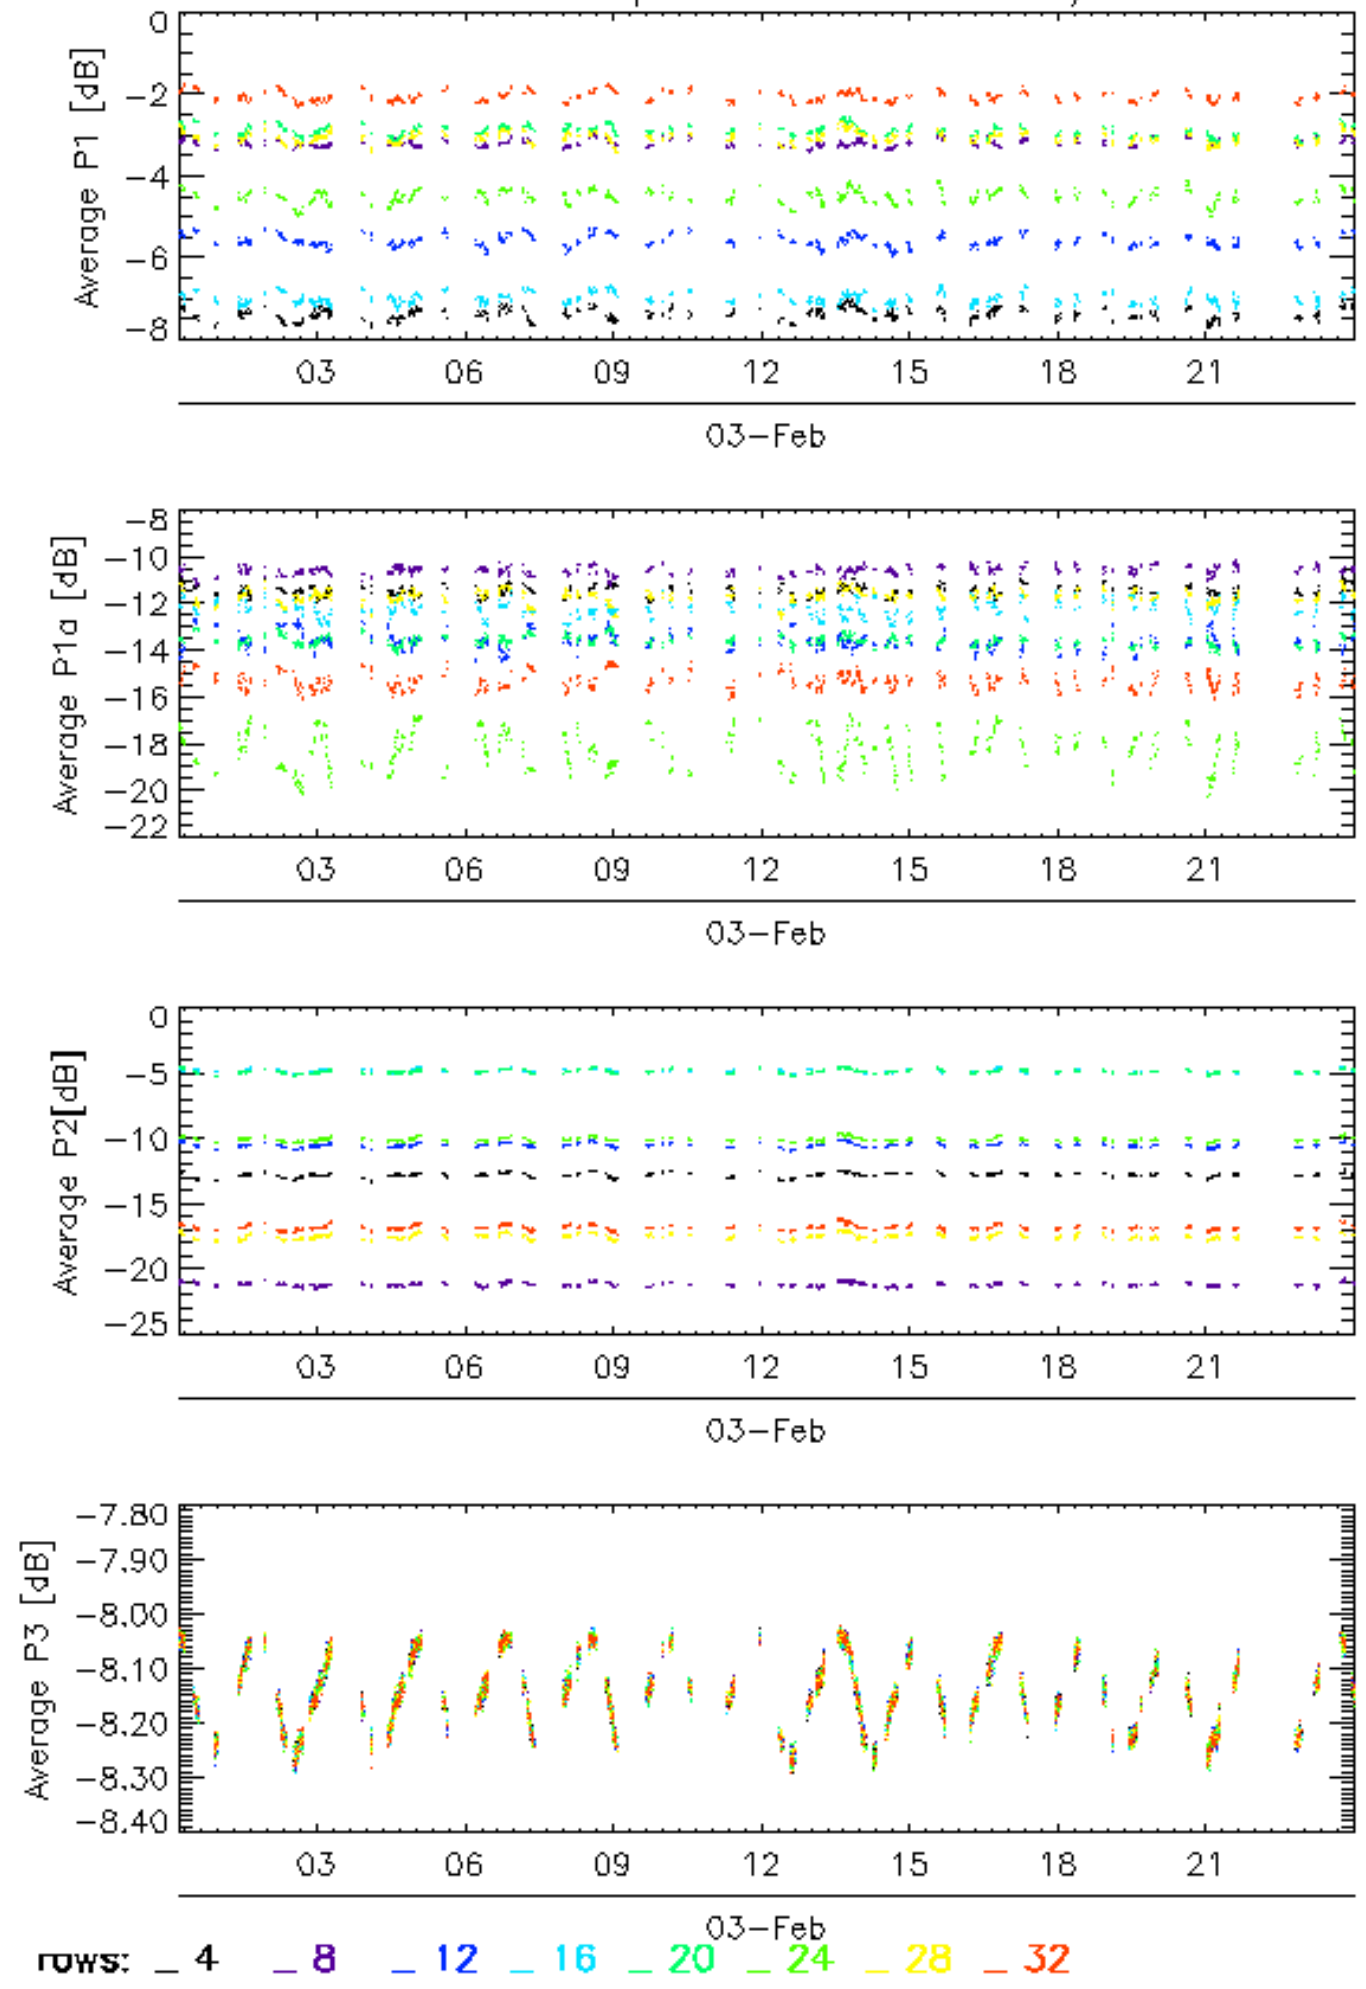 0
−2
−4
−6
−8
Average P1 [dB]
03 06 09 12 15 18 21
03−Feb
−8
−10
−12
−14
−16
−18
−20
−22
Average P1a [dB]
03 06 09 12 15 18 21
03−Feb
0
−5
−10
−15
−20
−25
Average P2[dB]
03 06 09 12 15 18 21
03−Feb
−7.80
−7.90
−8.00
−8.10
−8.20
−8.30
−8.40
Average P3 [dB]
03 06 09 12 15 18 21
03−Feb
rows: _ 4 _ 8 _ 12 _ 16 _ 20 _ 24 _ 28 _ 32